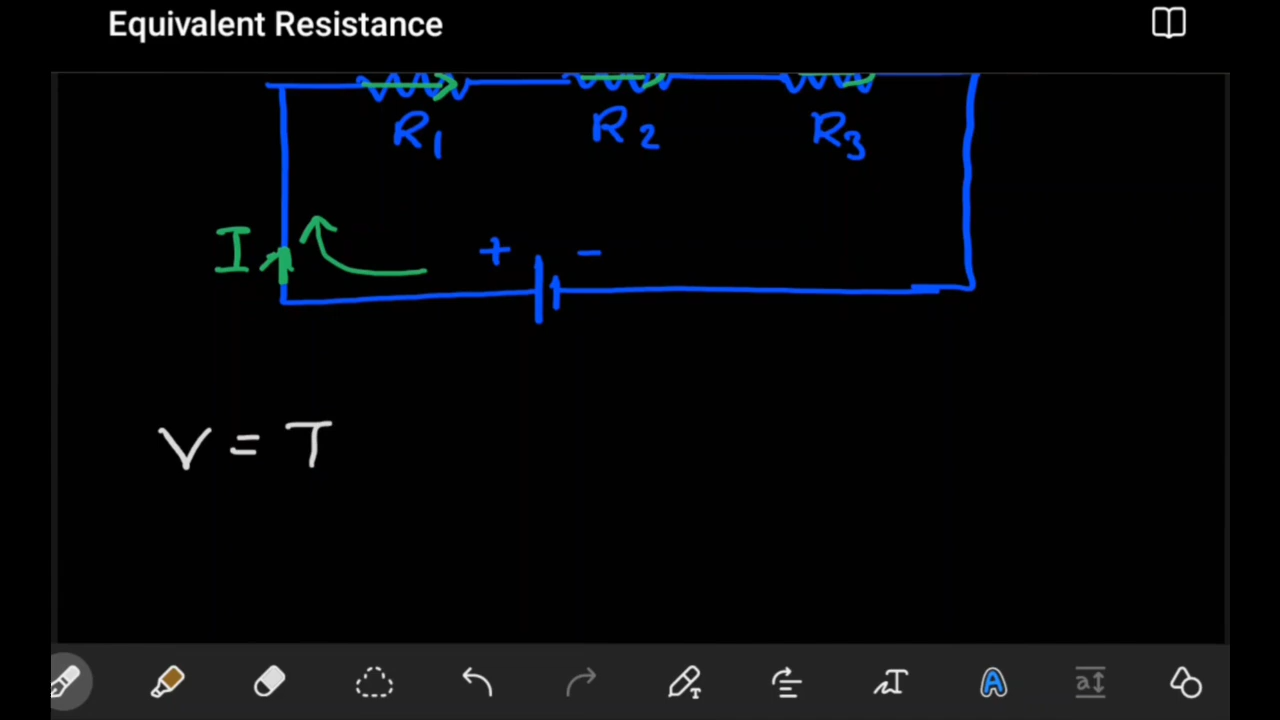 Equivalent Resistance
R1 R2 R3
I
+ -
V = T